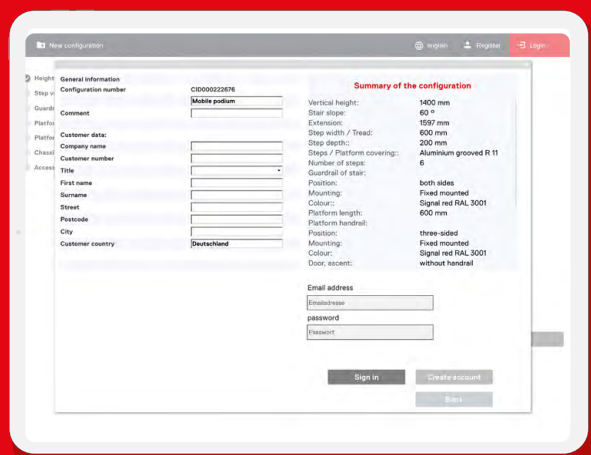 New configuration
english
Register
Login
Height
Step w
Guardr
Platfor
Platfor
Chassi
Access
General information
Configuration number CID000222676
Mobile podium
Comment
Customer data:
Company name
Customer number
Title
First name
Surname
Street
Postcode
City
Customer country Deutschland
Summary of the configuration
Vertical height: 1400 mm
Stair slope: 60 °
Extension: 1597 mm
Step width / Tread: 600 mm
Step depth:: 200 mm
Steps / Platform covering:: Aluminium grooved R 11
Number of steps: 6
Guardrail of stair:
Position: both sides
Mounting: Fixed mounted
Colour:: Signal red RAL 3001
Platform length: 600 mm
Platform handrail:
Position: three-sided
Mounting: Fixed mounted
Colour: Signal red RAL 3001
Door, ascent: without handrail
Email address
Emailadresse
password
Passwort
Sign in
Create account
Back